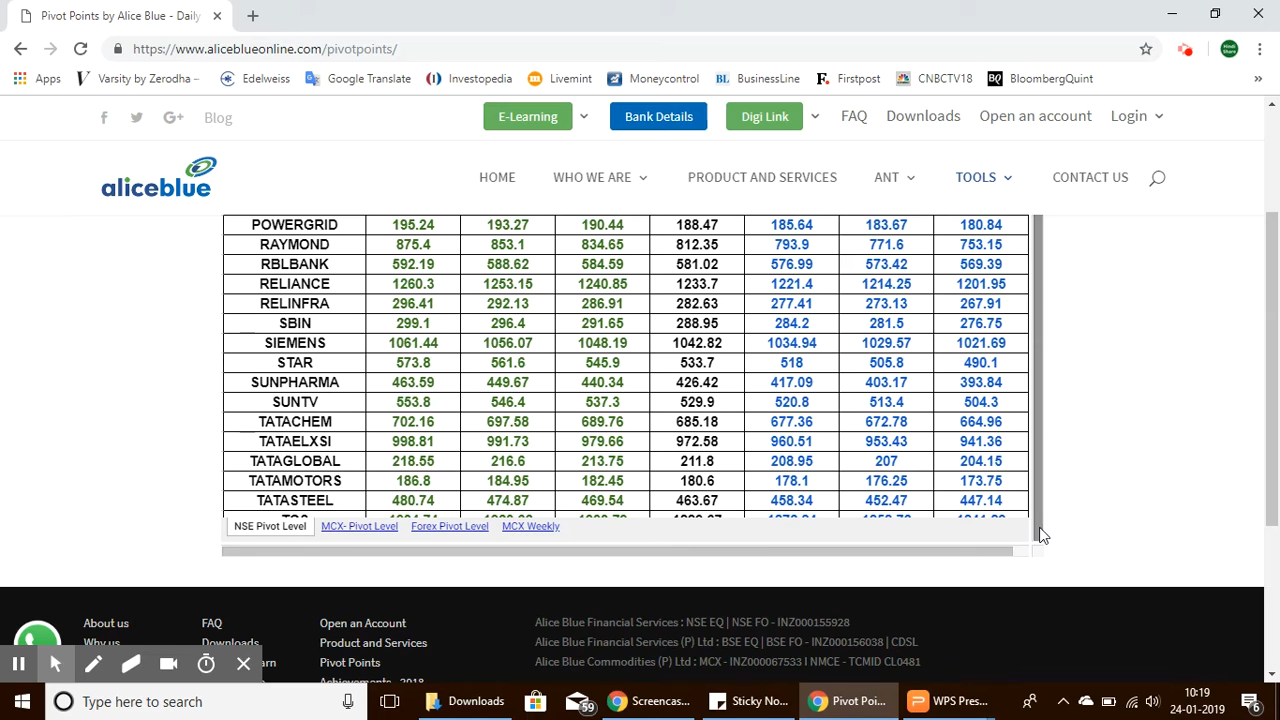 Pivot Points by Alice Blue - Daily
https://www.aliceblueonline.com/pivotpoints/
Apps Varsity by Zerodha – Edelweiss Google Translate Investopedia Livemint Moneycontrol BL BusinessLine F. Firstpost CNBCTV18 BQ BloombergQuint »
Blog E-Learning Bank Details Digi Link FAQ Downloads Open an account Login
aliceblue HOME WHO WE ARE PRODUCT AND SERVICES ANT TOOLS CONTACT US
POWERGRID 195.24 193.27 190.44 188.47 185.64 183.67 180.84
RAYMOND 875.4 853.1 834.65 812.35 793.9 771.6 753.15
RBLBANK 592.19 588.62 584.59 581.02 576.99 573.42 569.39
RELIANCE 1260.3 1253.15 1240.85 1233.7 1221.4 1214.25 1201.95
RELINFRA 296.41 292.13 286.91 282.63 277.41 273.13 267.91
SBIN 299.1 296.4 291.65 288.95 284.2 281.5 276.75
SIEMENS 1061.44 1056.07 1048.19 1042.82 1034.94 1029.57 1021.69
STAR 573.8 561.6 545.9 533.7 518 505.8 490.1
SUNPHARMA 463.59 449.67 440.34 426.42 417.09 403.17 393.84
SUNTV 553.8 546.4 537.3 529.9 520.8 513.4 504.3
TATACHEM 702.16 697.58 689.76 685.18 677.36 672.78 664.96
TATAELXSI 998.81 991.73 979.66 972.58 960.51 953.43 941.36
TATAGLOBAL 218.55 216.6 213.75 211.8 208.95 207 204.15
TATAMOTORS 186.8 184.95 182.45 180.6 178.1 176.25 173.75
TATASTEEL 480.74 474.87 469.54 463.67 458.34 452.47 447.14
NSE Pivot Level MCX- Pivot Level Forex Pivot Level MCX Weekly
About us FAQ Open an Account Alice Blue Financial Services : NSE EQ | NSE FO - INZ000155928
Why us Downloads Product and Services Alice Blue Financial Services (P) Ltd : BSE EQ | BSE FO - INZ000156038 | CDSL
Pivot Points Alice Blue Commodities (P) Ltd : MCX - INZ000067533 I NMCE - TCMID CL0481
Type here to search Downloads 59 Screencas... Sticky No... Pivot Poi... WPS Pres... 10:19
24-01-2019 6